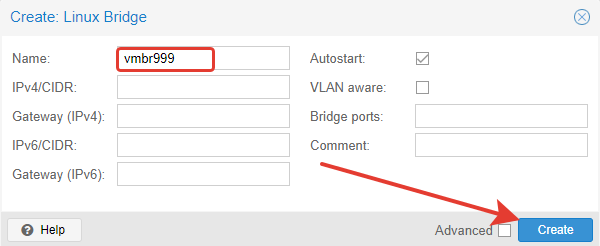 Create: Linux Bridge
Name: vmbr999 Autostart:
IPv4/CIDR: VLAN aware:
Gateway (IPv4): Bridge ports:
IPv6/CIDR: Comment:
Gateway (IPv6):
Help Advanced Create